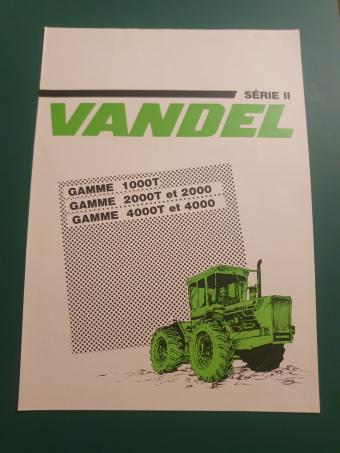 SÉRIE II
VANDEL
GAMME 1000T
GAMME 2000T et 2000
GAMME 4000T et 4000